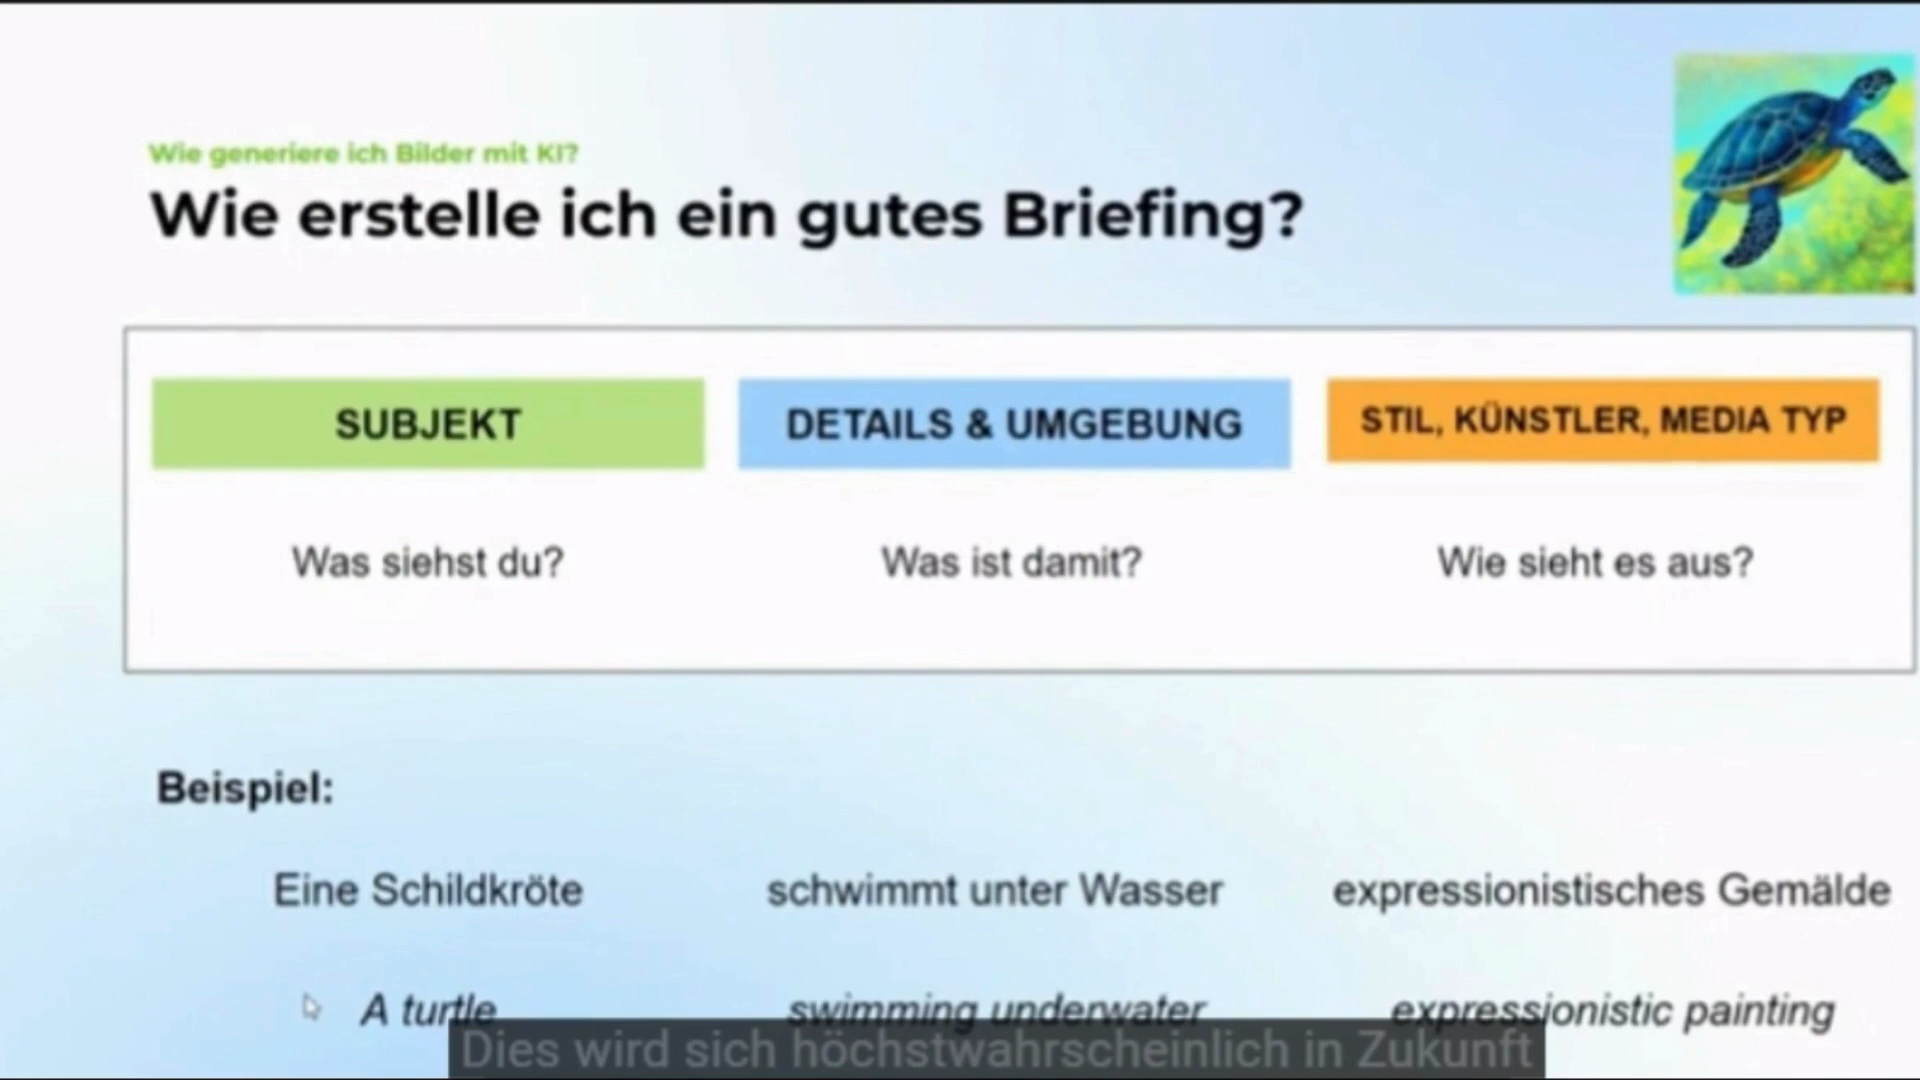 Wie generiere ich Bilder mit KI?
Wie erstelle ich ein gutes Briefing?
SUBJEKT
DETAILS & UMGEBUNG
STIL, KÜNSTLER, MEDIA TYP
Was siehst du?
Was ist damit?
Wie sieht es aus?
Beispiel:
Eine Schildkröte
schwimmt unter Wasser
expressionistisches Gemälde
A turtle
swimming underwater
expressionistic painting
Dies wird sich höchstwahrscheinlich in Zukunft